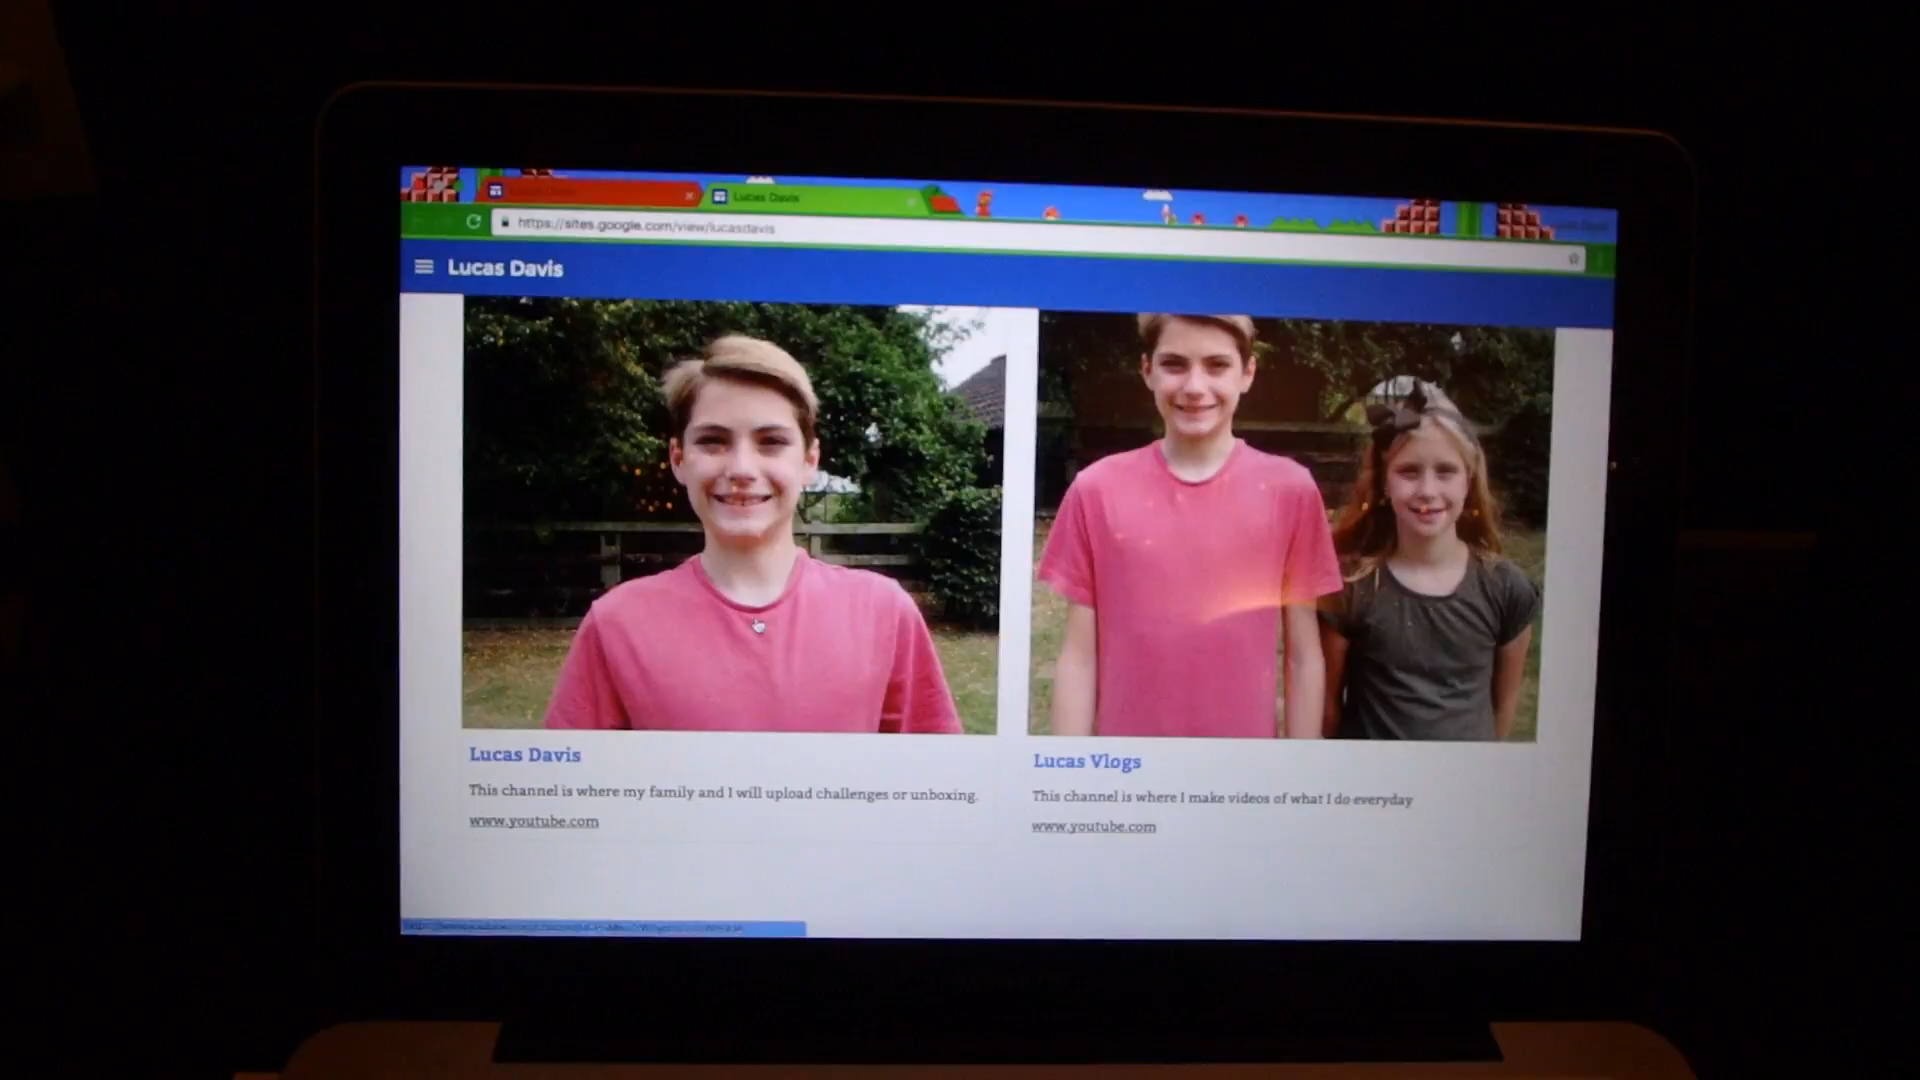 Lucas Davis
https://sites.google.com/view/lucasdavis
Lucas Davis
Lucas Davis
This channel is where my family and I will upload challenges or unboxing.
www.youtube.com
Lucas Vlogs
This channel is where I make videos of what I do everyday
www.youtube.com